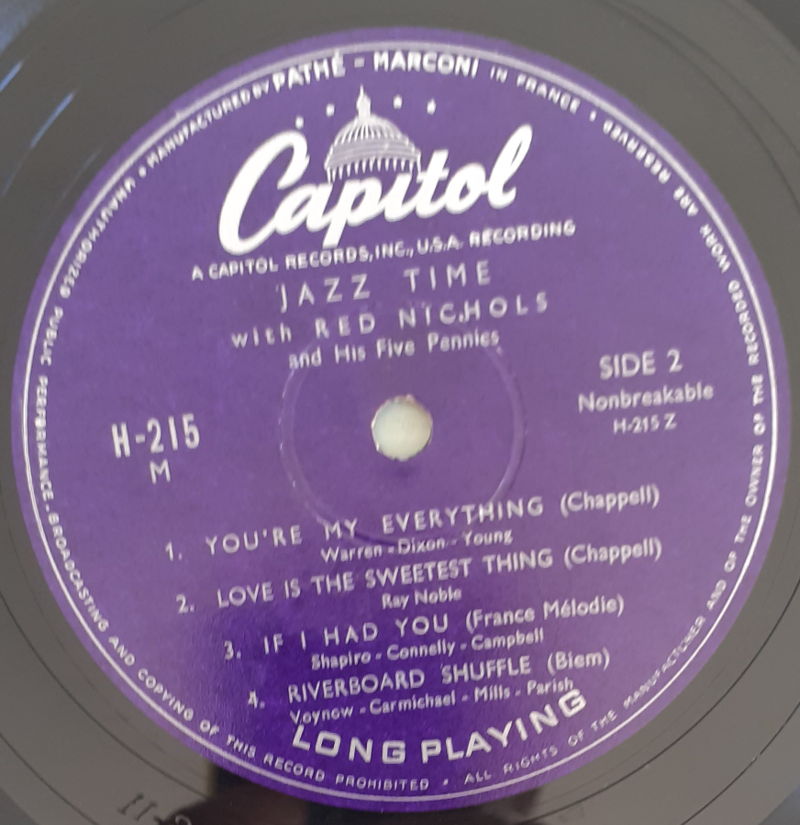 MANUFACTURED BY PATHÉ - MARCONI IN FRANCE • ALL RIGHTS OF THE MANUFACTURER AND OF THE OWNER OF THE RECORDED WORK ARE RESERVED • UNAUTHORIZED PUBLIC PERFORMANCE - BROADCASTING AND COPYING OF THIS RECORD PROHIBITED •
Capitol
A CAPITOL RECORDS, INC., U.S.A. RECORDING
JAZZ TIME
with RED NICHOLS
and His Five Pennies
SIDE 2
Nonbreakable
H-215 Z
H-215
M
1. YOU'RE MY EVERYTHING (Chappell)
Warren - Dixon - Young
2. LOVE IS THE SWEETEST THING (Chappell)
Ray Noble
3. IF I HAD YOU (France Mélodie)
Shapiro - Connelly - Campbell
4. RIVERBOARD SHUFFLE (Biem)
Voynow - Carmichael - Mills - Parish
LONG PLAYING